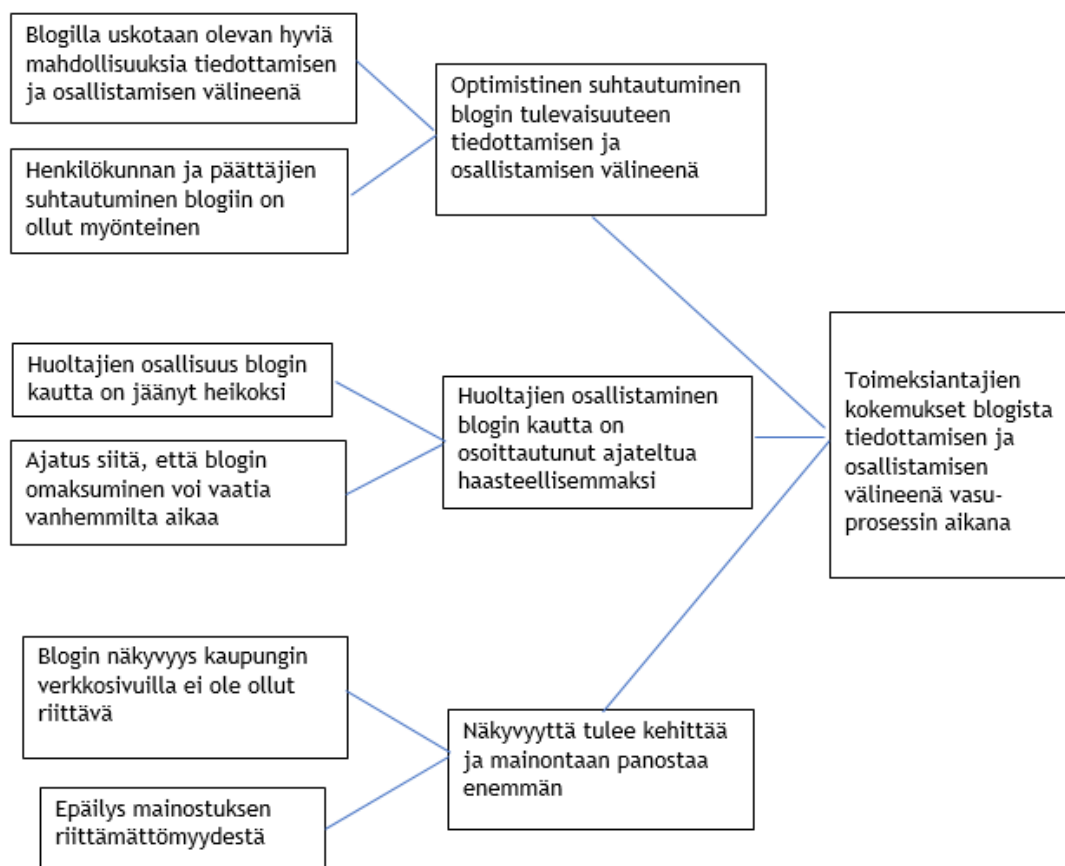 Blogilla uskotaan olevan hyviä
mahdollisuuksia tiedottamisen
ja osallistamisen välineenä
Henkilökunnan ja päättäjien
suhtautuminen blogiin on
ollut myönteinen
Optimistinen suhtautuminen
blogin tulevaisuuteen
tiedottamisen ja
osallistamisen välineenä
Huoltajien osallisuus blogin
kautta on jäänyt heikoksi
Ajatus siitä, että blogin
omaksuminen voi vaatia
vanhemmilta aikaa
Huoltajien osallistaminen
blogin kautta on
osoittautunut ajateltua
haasteellisemmaksi
Toimeksiantajien
kokemukset blogista
tiedottamisen ja
osallistamisen
välineenä vasu-
prosessin aikana
Blogin näkyvyys kaupungin
verkkosivuilla ei ole ollut
riittävä
Epäilys mainostuksen
riittämättömyydestä
Näkyvyyttä tulee kehittää
ja mainontaan panostaa
enemmän